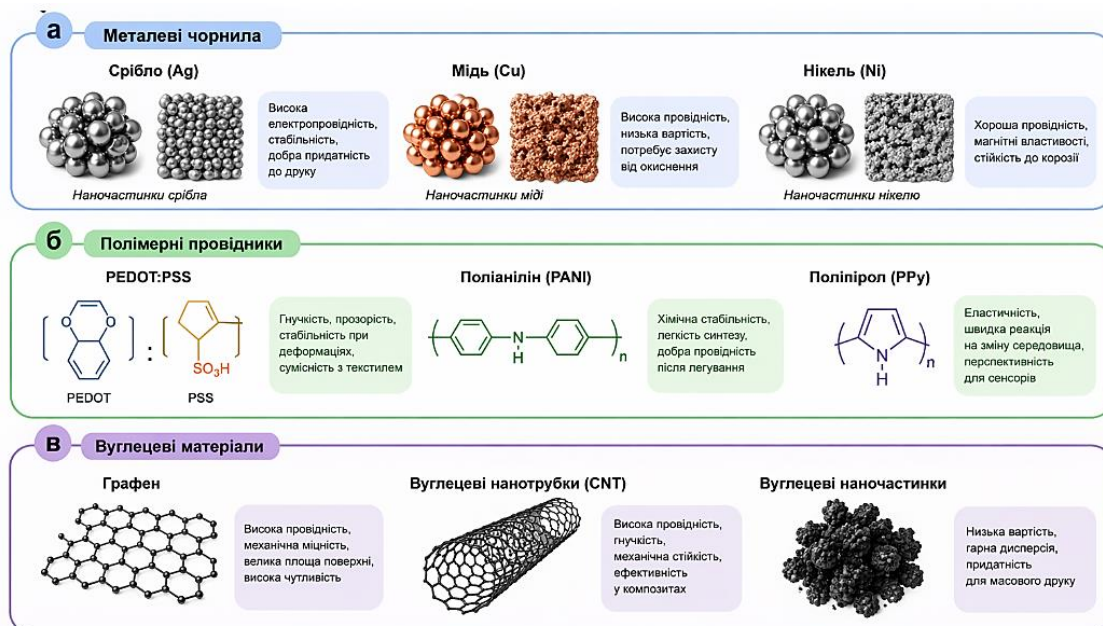 а Металеві чорнила
Срібло (Ag)
Висока
електропровідність,
стабільність,
добра придатність
до друку
Наночастинки срібла
Мідь (Cu)
Висока провідність,
низька вартість,
потребує захисту
від окиснення
Наночастинки міді
Нікель (Ni)
Хороша провідність,
магнітні властивості,
стійкість до корозії
Наночастинки нікелю
б Полімерні провідники
PEDOT:PSS
O O
:
SO₃H
PEDOT
PSS
Гнучкість, прозорість,
стабільність при
деформаціях,
сумісність з текстилем
Поліанілін (PANI)
N
H
n
Хімічна стабільність,
легкість синтезу,
добра провідність
після легування
Поліпірол (PPy)
N
H
n
Еластичність,
швидка реакція
на зміну середовища,
перспективність
для сенсорів
в Вуглецеві матеріали
Графен
Висока провідність,
механічна міцність,
велика площа поверхні,
висока чутливість
Вуглецеві нанотрубки (CNT)
Висока провідність,
гнучкість,
механічна стійкість,
ефективність
у композитах
Вуглецеві наночастинки
Низька вартість,
гарна дисперсія,
придатність
для масового друку